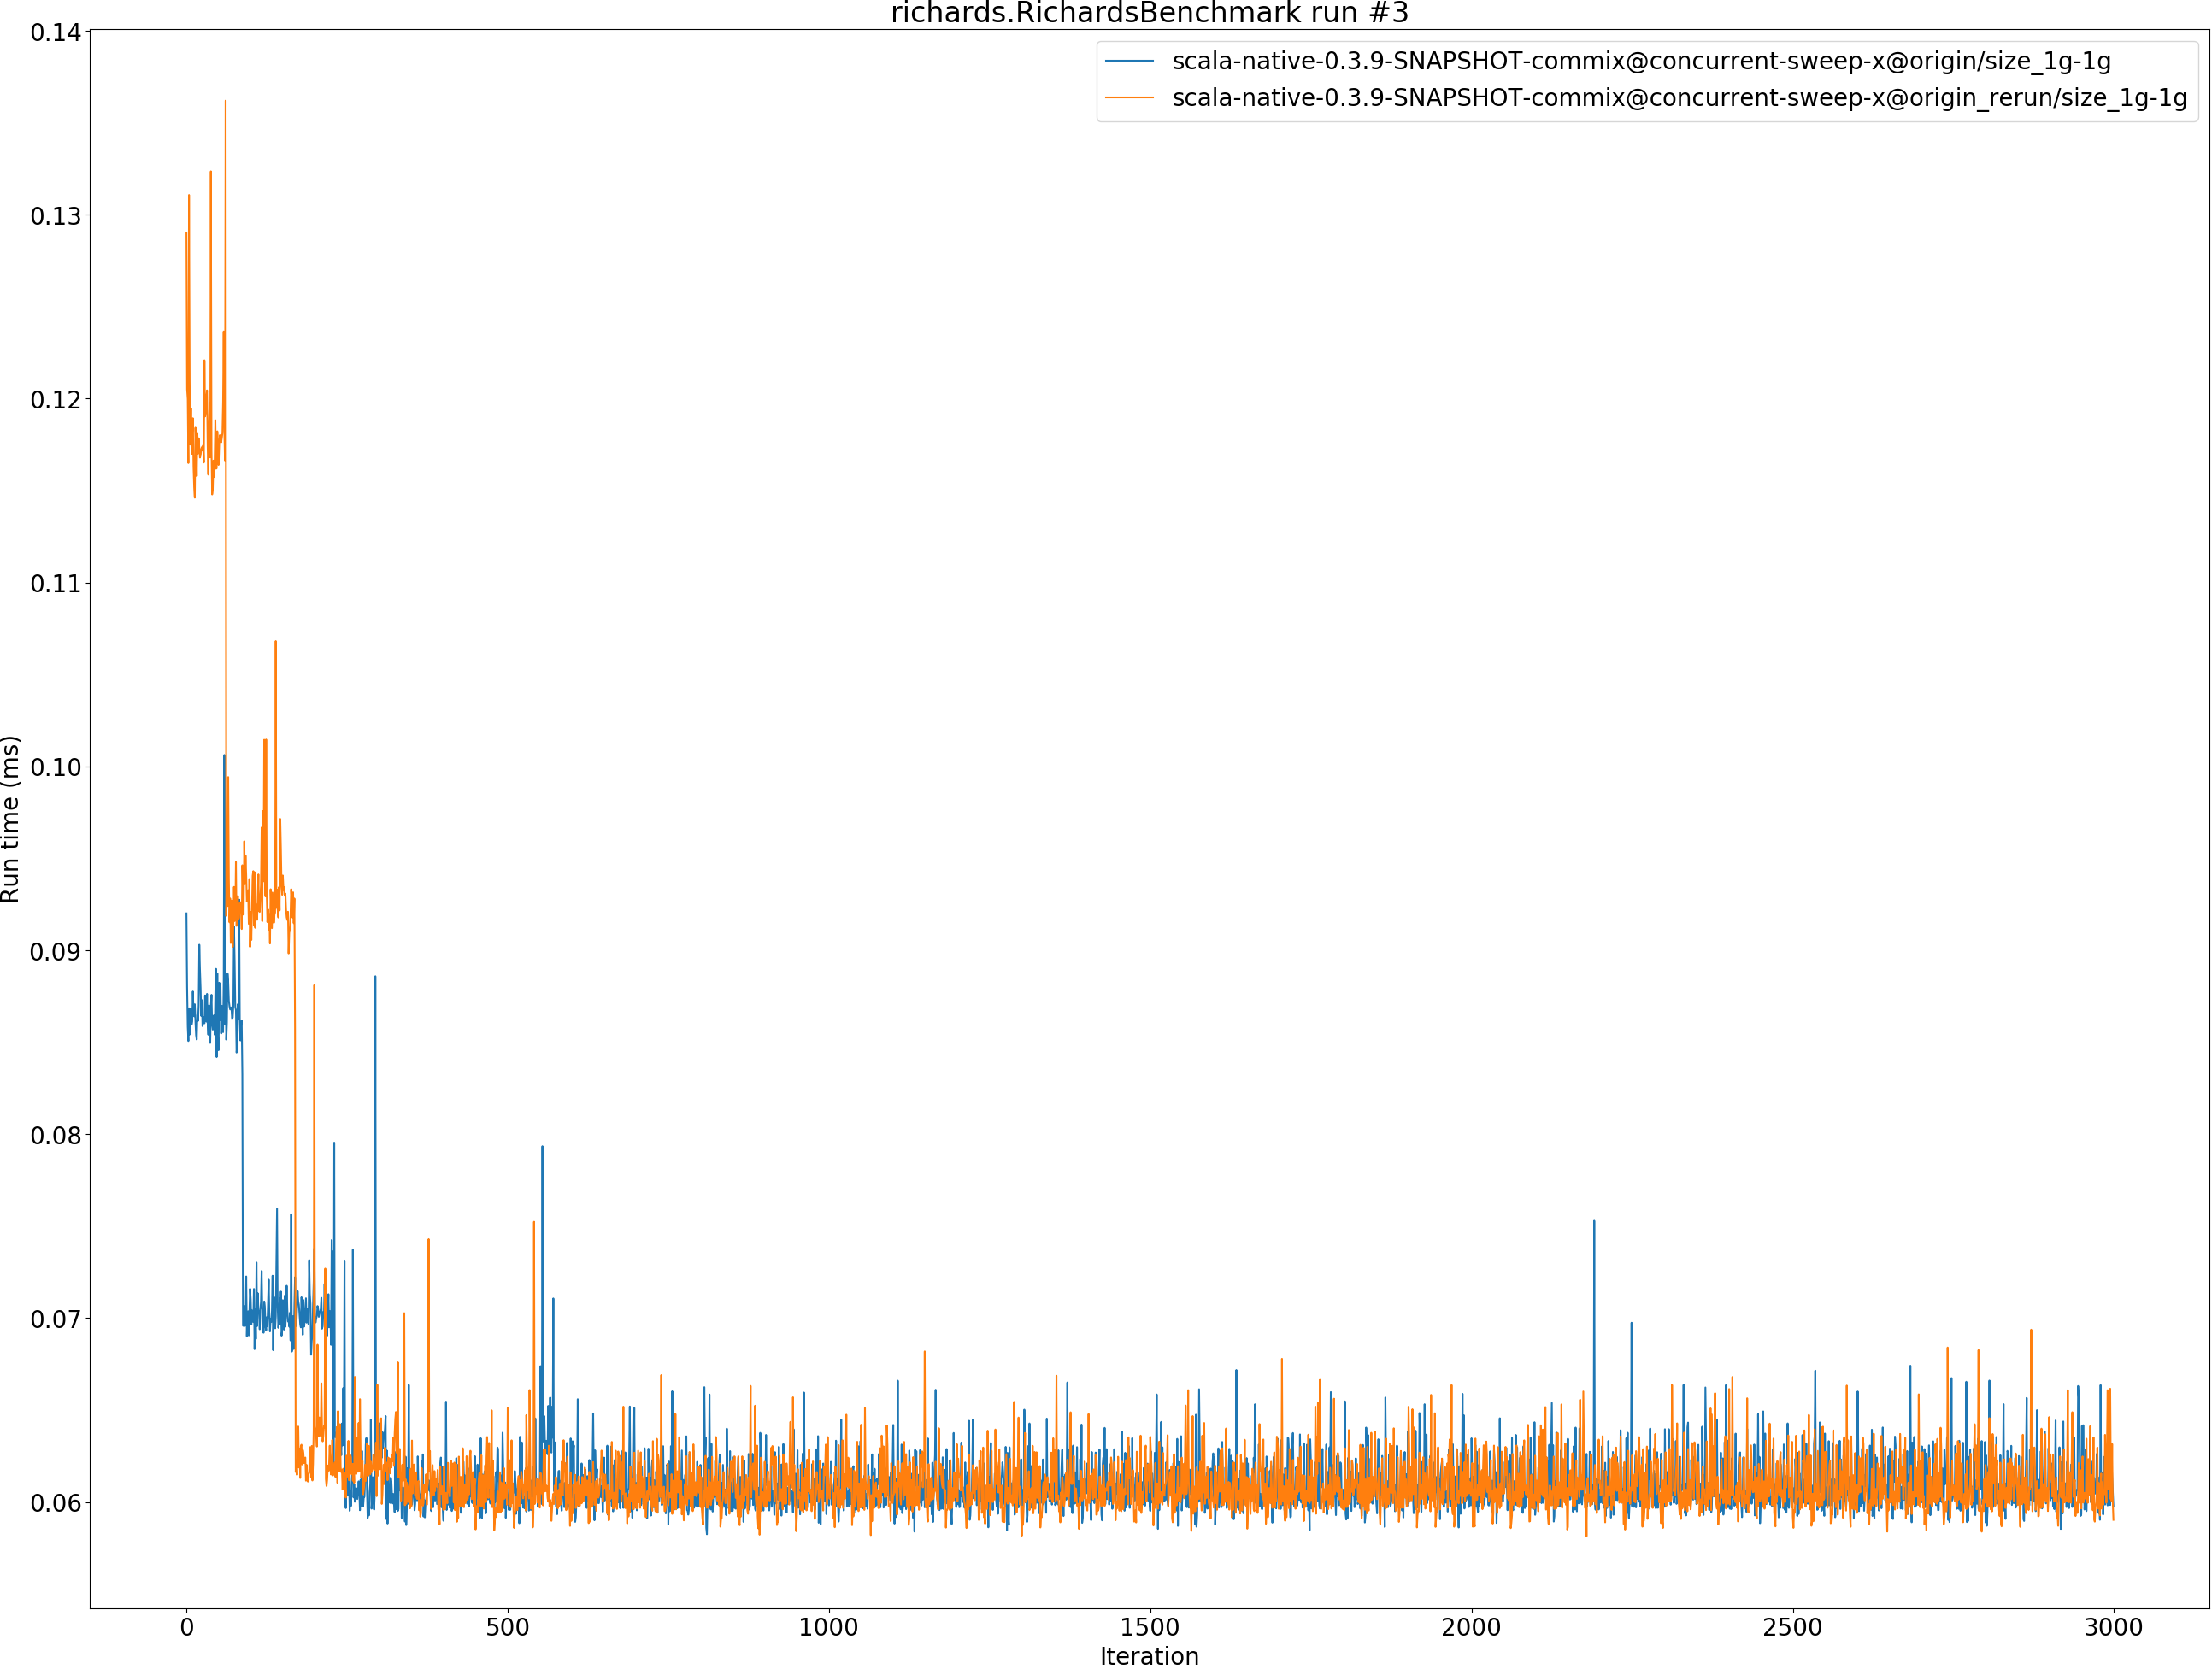 richards.RichardsBenchmark run #3
scala-native-0.3.9-SNAPSHOT-commix@concurrent-sweep-x@origin/size_1g-1g
scala-native-0.3.9-SNAPSHOT-commix@concurrent-sweep-x@origin_rerun/size_1g-1g
0.14
0.13
0.12
0.11
0.10
0.09
0.08
0.07
0.06
Run time (ms)
0 500 1000 1500 2000 2500 3000
Iteration